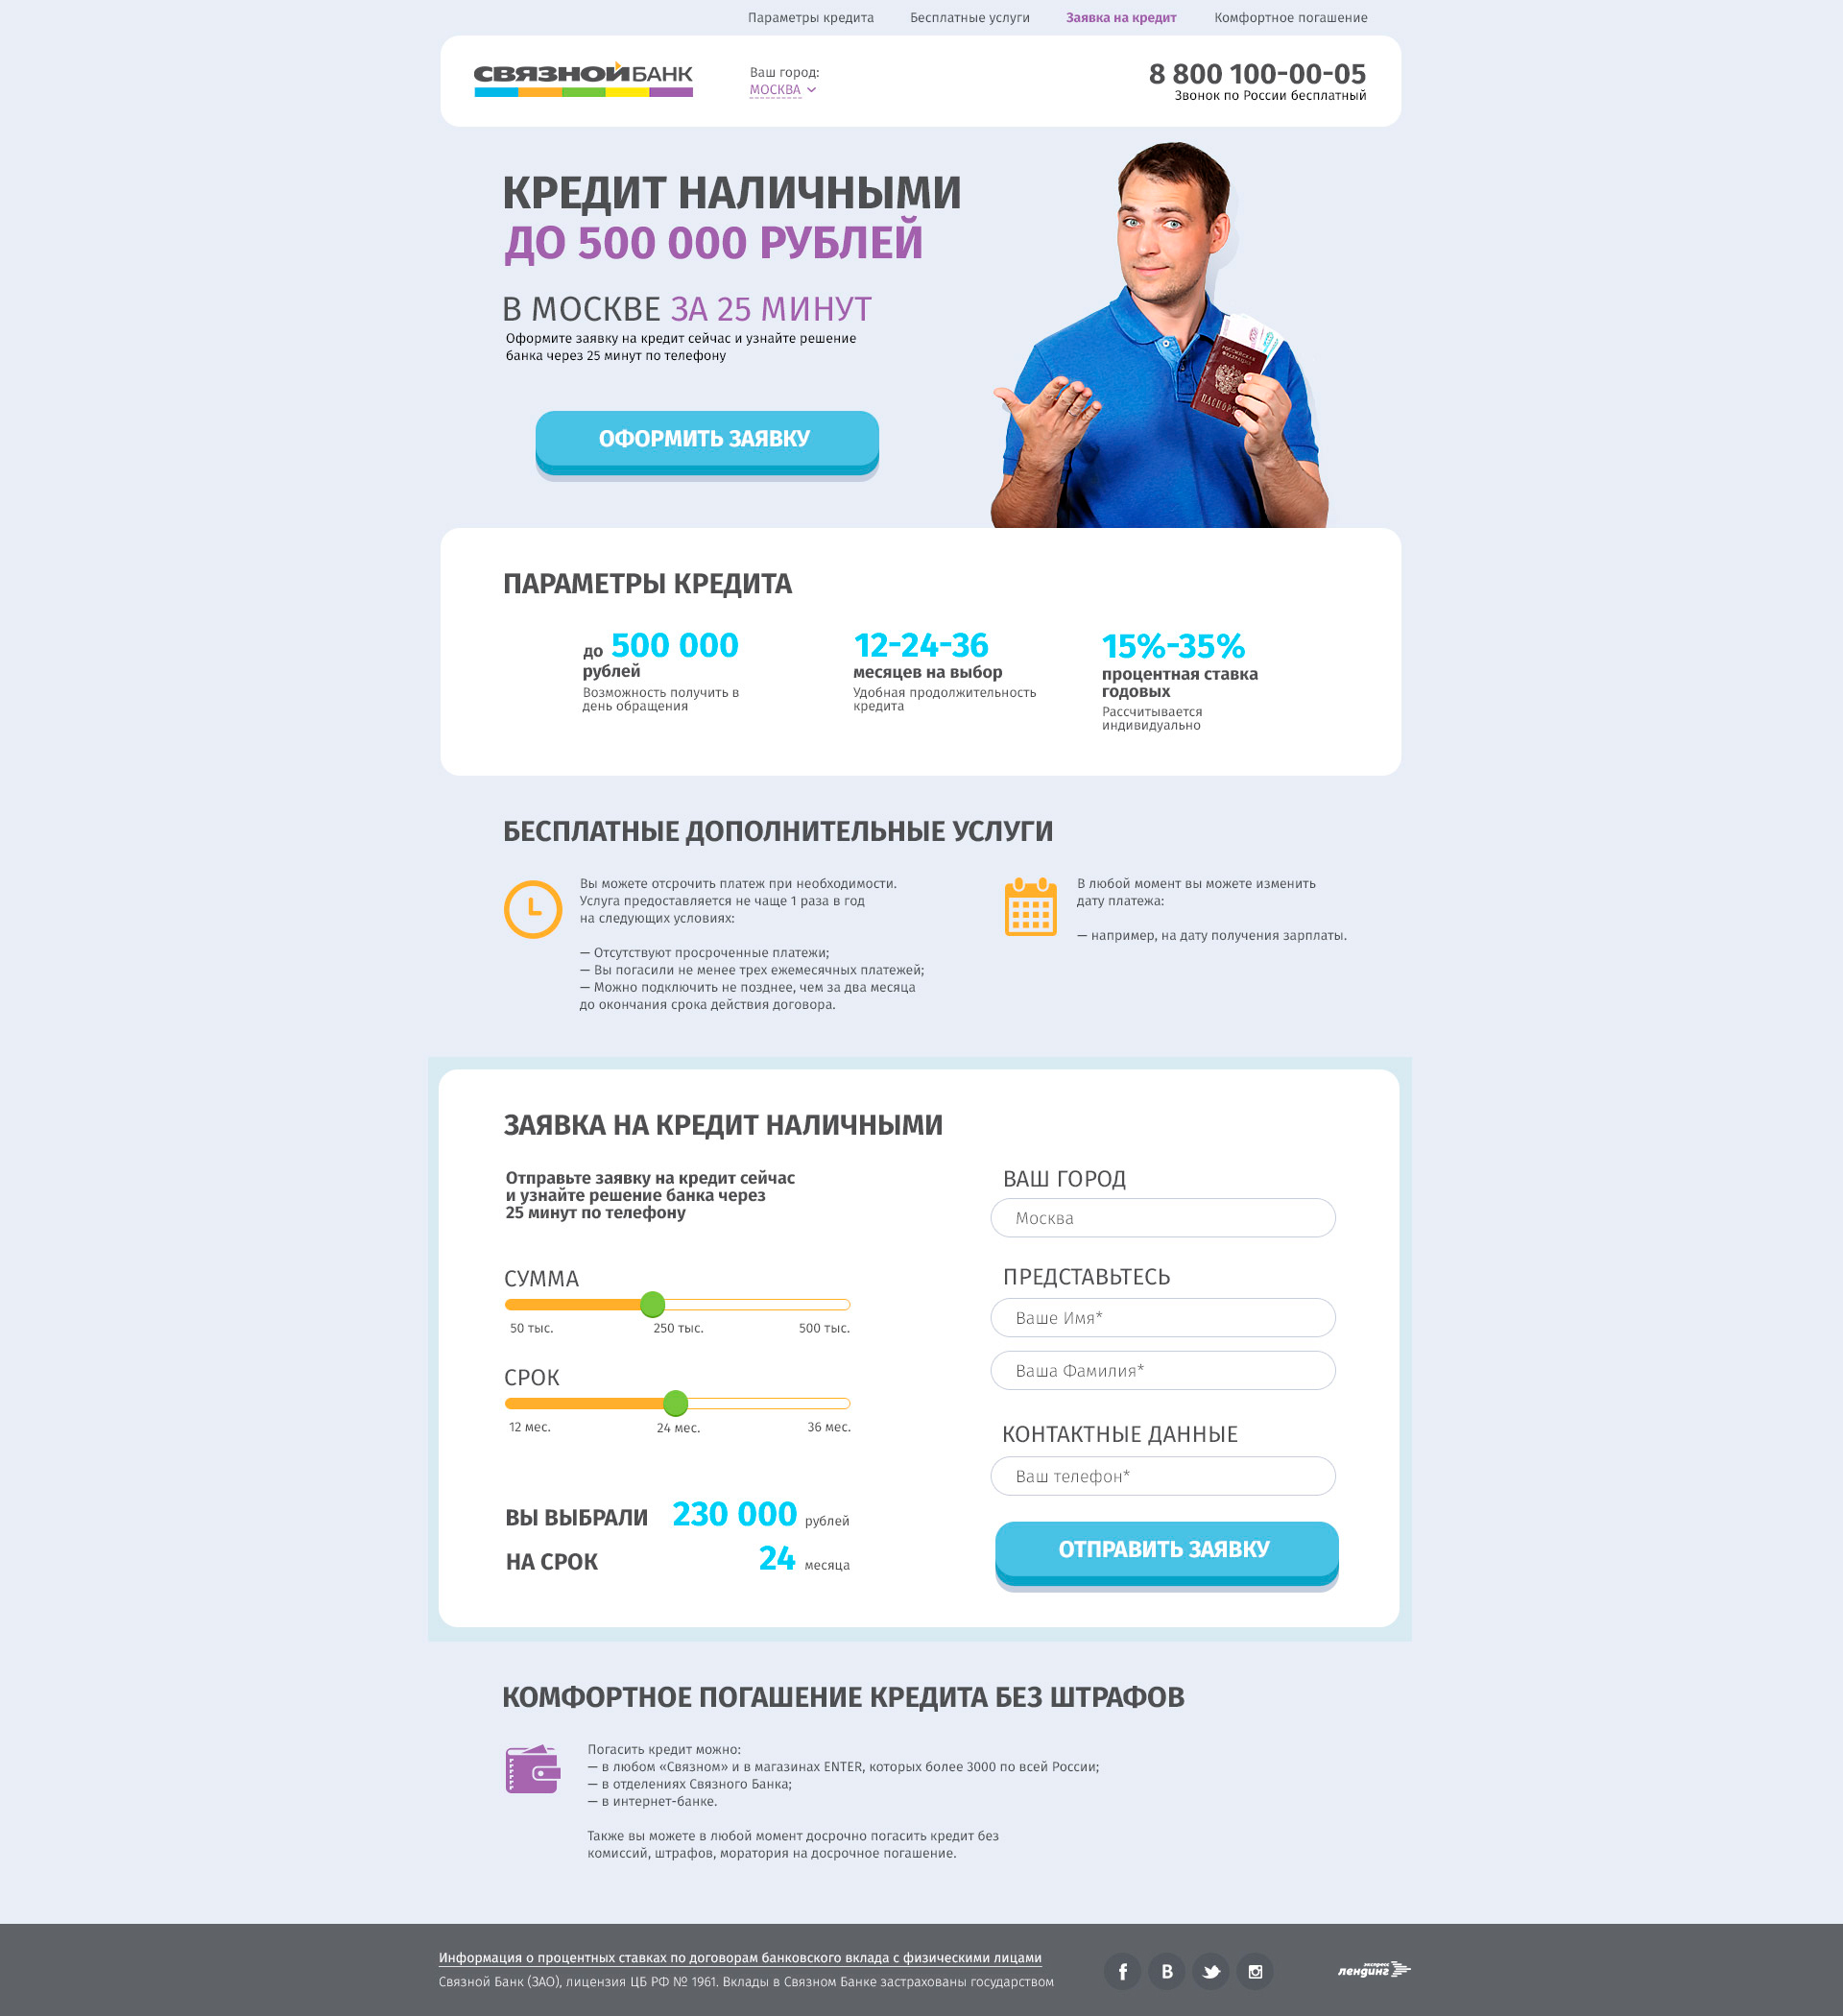 Параметры кредита
Бесплатные услуги
Заявка на кредит
Комфортное погашение
СВЯЗНОЙ БАНК
Ваш город:
МОСКВА
8 800 100-00-05
Звонок по России бесплатный
КРЕДИТ НАЛИЧНЫМИ
ДО 500 000 РУБЛЕЙ
В МОСКВЕ ЗА 25 МИНУТ
Оформите заявку на кредит сейчас и узнайте решение
банка через 25 минут по телефону
РОССИЙСКАЯ
ФЕДЕРАЦИЯ
ПАСПОРТ
ОФОРМИТЬ ЗАЯВКУ
ПАРАМЕТРЫ КРЕДИТА
до 500 000
рублей
Возможность получить в
день обращения
12-24-36
месяцев на выбор
Удобная продолжительность
кредита
15%-35%
процентная ставка
годовых
Рассчитывается
индивидуально
БЕСПЛАТНЫЕ ДОПОЛНИТЕЛЬНЫЕ УСЛУГИ
Вы можете отсрочить платеж при необходимости.
Услуга предоставляется не чаще 1 раза в год
на следующих условиях:
— Отсутствуют просроченные платежи;
— Вы погасили не менее трех ежемесячных платежей;
— Можно подключить не позднее, чем за два месяца
до окончания срока действия договора.
В любой момент вы можете изменить
дату платежа:
— например, на дату получения зарплаты.
ЗАЯВКА НА КРЕДИТ НАЛИЧНЫМИ
Отправьте заявку на кредит сейчас
и узнайте решение банка через
25 минут по телефону
СУММА
50 тыс.
250 тыс.
500 тыс.
СРОК
12 мес.
24 мес.
36 мес.
ВЫ ВЫБРАЛИ 230 000 рублей
НА СРОК 24 месяца
ВАШ ГОРОД
Москва
ПРЕДСТАВЬТЕСЬ
Ваше Имя*
Ваша Фамилия*
КОНТАКТНЫЕ ДАННЫЕ
Ваш телефон*
ОТПРАВИТЬ ЗАЯВКУ
КОМФОРТНОЕ ПОГАШЕНИЕ КРЕДИТА БЕЗ ШТРАФОВ
Погасить кредит можно:
— в любом «Связном» и в магазинах ENTER, которых более 3000 по всей России;
— в отделениях Связного Банка;
— в интернет-банке.
Также вы можете в любой момент досрочно погасить кредит без
комиссий, штрафов, моратория на досрочное погашение.
Информация о процентных ставках по договорам банковского вклада с физическими лицами
Связной Банк (ЗАО), лицензия ЦБ РФ № 1961. Вклады в Связном Банке застрахованы государством
экспресс
лендинг